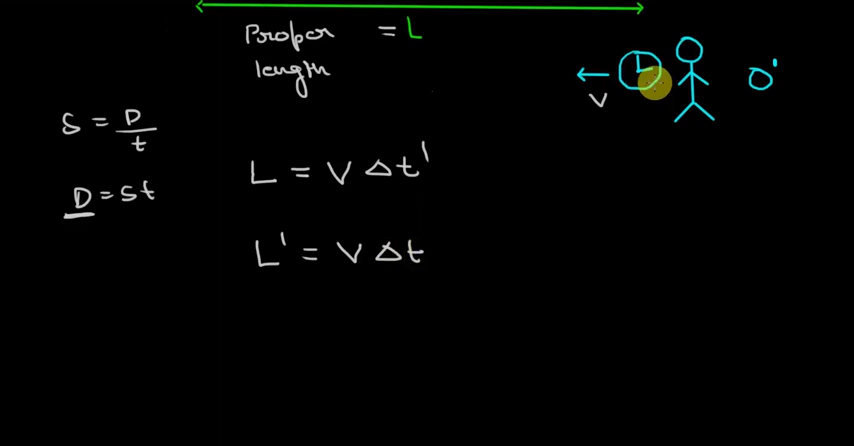 Proper = L
length
O'
V
S = D/t
L = V Δt'
D = St
L' = V Δt